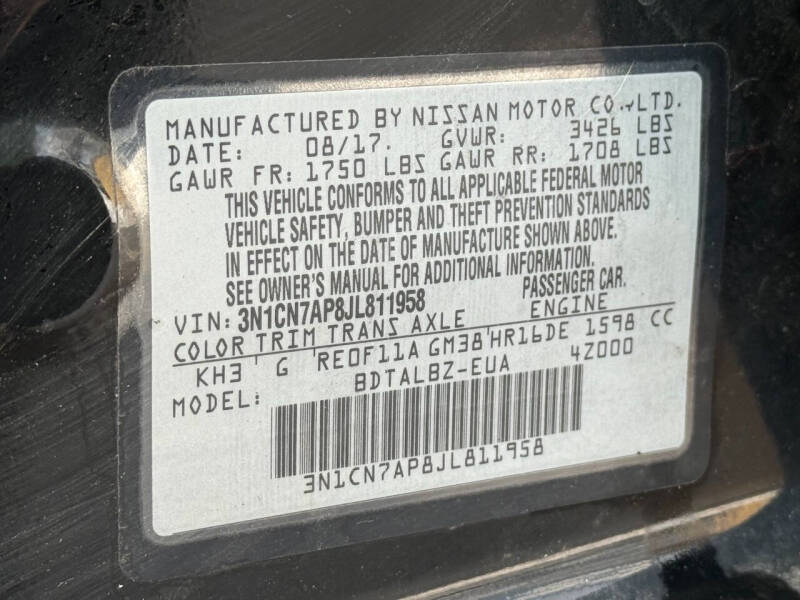 MANUFACTURED BY NISSAN MOTOR CO., LTD.
DATE: 08/17. GVWR: 3426 LBS
GAWR FR: 1750 LBS GAWR RR: 1708 LBS
THIS VEHICLE CONFORMS TO ALL APPLICABLE FEDERAL MOTOR
VEHICLE SAFETY, BUMPER AND THEFT PREVENTION STANDARDS
IN EFFECT ON THE DATE OF MANUFACTURE SHOWN ABOVE.
SEE OWNER'S MANUAL FOR ADDITIONAL INFORMATION.
VIN: 3N1CN7AP8JL811958 PASSENGER CAR.
COLOR TRIM TRANS AXLE ENGINE
KH3 G RE0F11A GM38 HR16DE 1598 CC
MODEL: BDTALBZ-EUA 4Z000
3N1CN7AP8JL811958